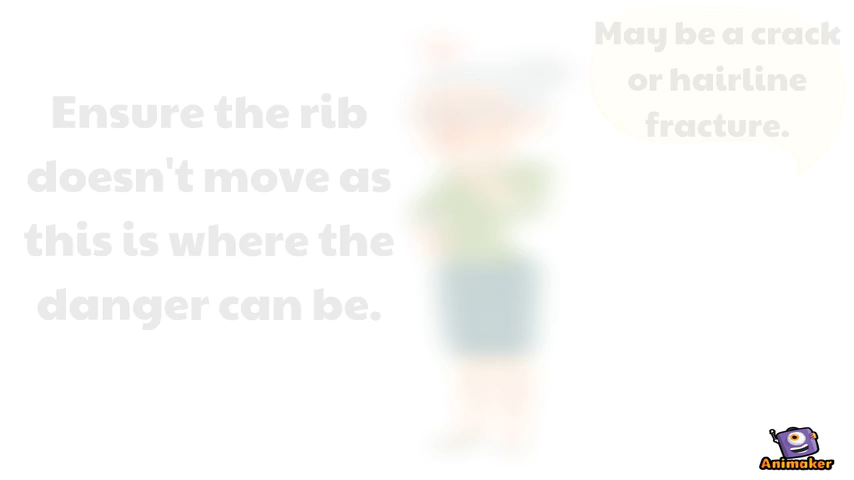 Ensure the rib
doesn't move as
this is where the
danger can be.
May be a crack
or hairline
fracture.
Animaker